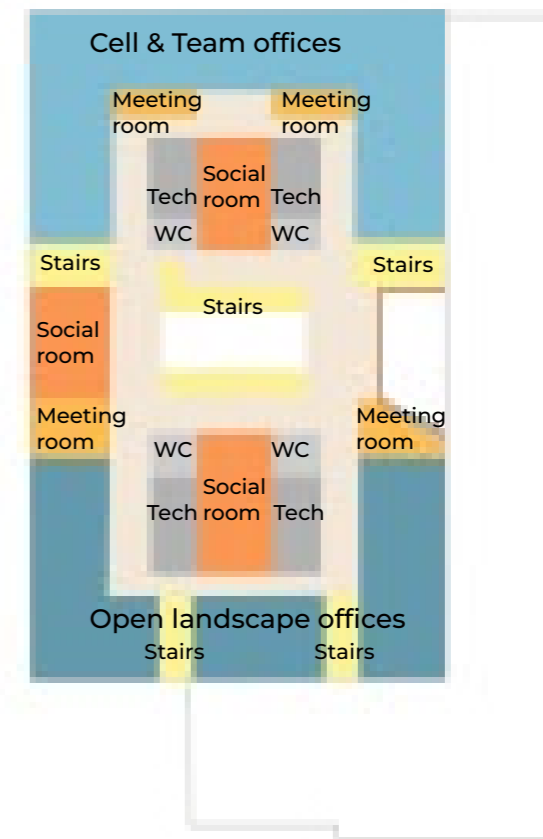 Cell & Team offices
Meeting
room
Meeting
room
Social
room
Tech
Tech
WC
WC
Stairs
Stairs
Stairs
Social
room
Meeting
room
Meeting
room
WC
WC
Social
room
Tech
Tech
Open landscape offices
Stairs
Stairs